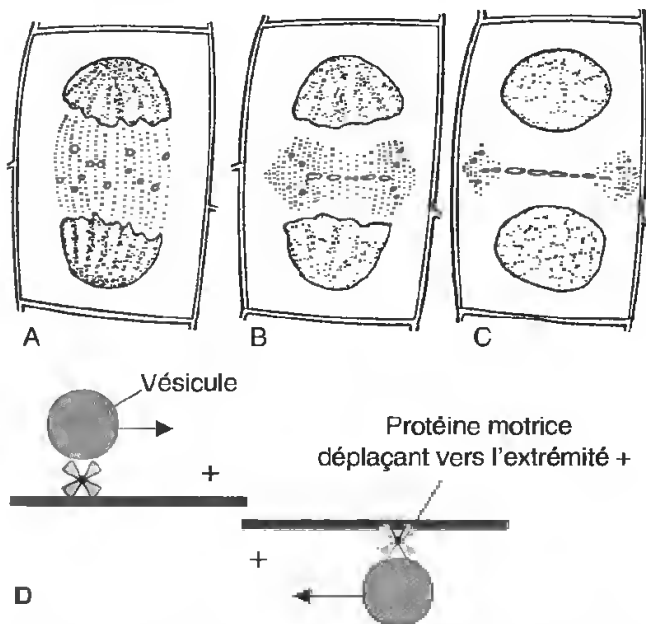 A
B
C
Vésicule
+
Protéine motrice
déplaçant vers l'extrémité +
+
D